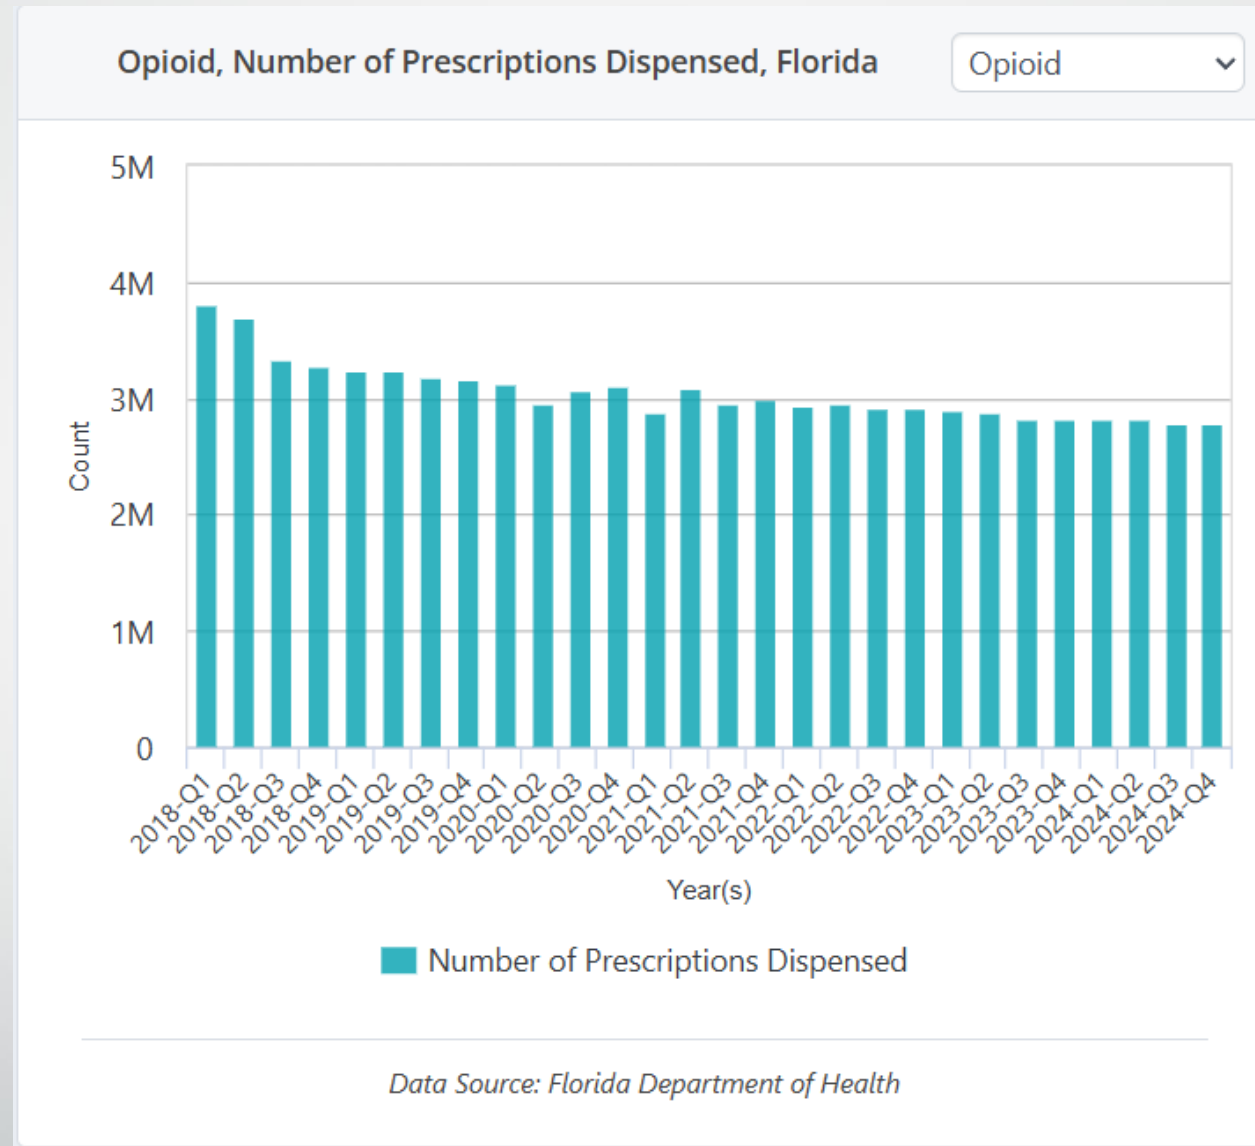 Opioid, Number of Prescriptions Dispensed, Florida
Opioid
5M
4M
3M
2M
1M
0
Count
2018-Q1
2018-Q2
2018-Q3
2018-Q4
2019-Q1
2019-Q2
2019-Q3
2019-Q4
2020-Q1
2020-Q2
2020-Q3
2020-Q4
2021-Q1
2021-Q2
2021-Q3
2021-Q4
2022-Q1
2022-Q2
2022-Q3
2022-Q4
2023-Q1
2023-Q2
2023-Q3
2023-Q4
2024-Q1
2024-Q2
2024-Q3
2024-Q4
Year(s)
Number of Prescriptions Dispensed
Data Source: Florida Department of Health